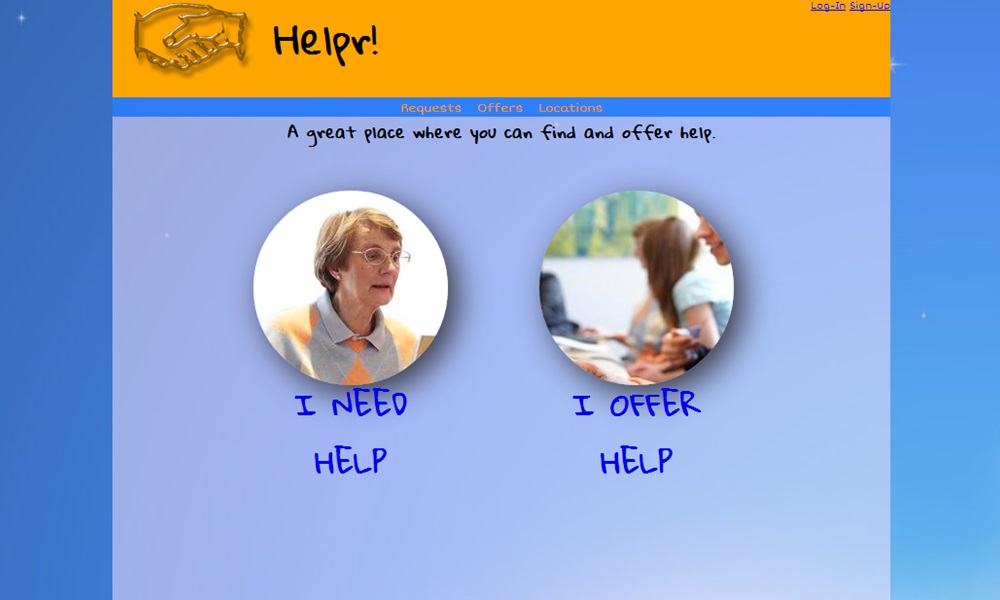 Log-In Sign-Up
Helpr!
Requests Offers Locations
A great place where you can find and offer help.
I NEED
HELP
I OFFER
HELP